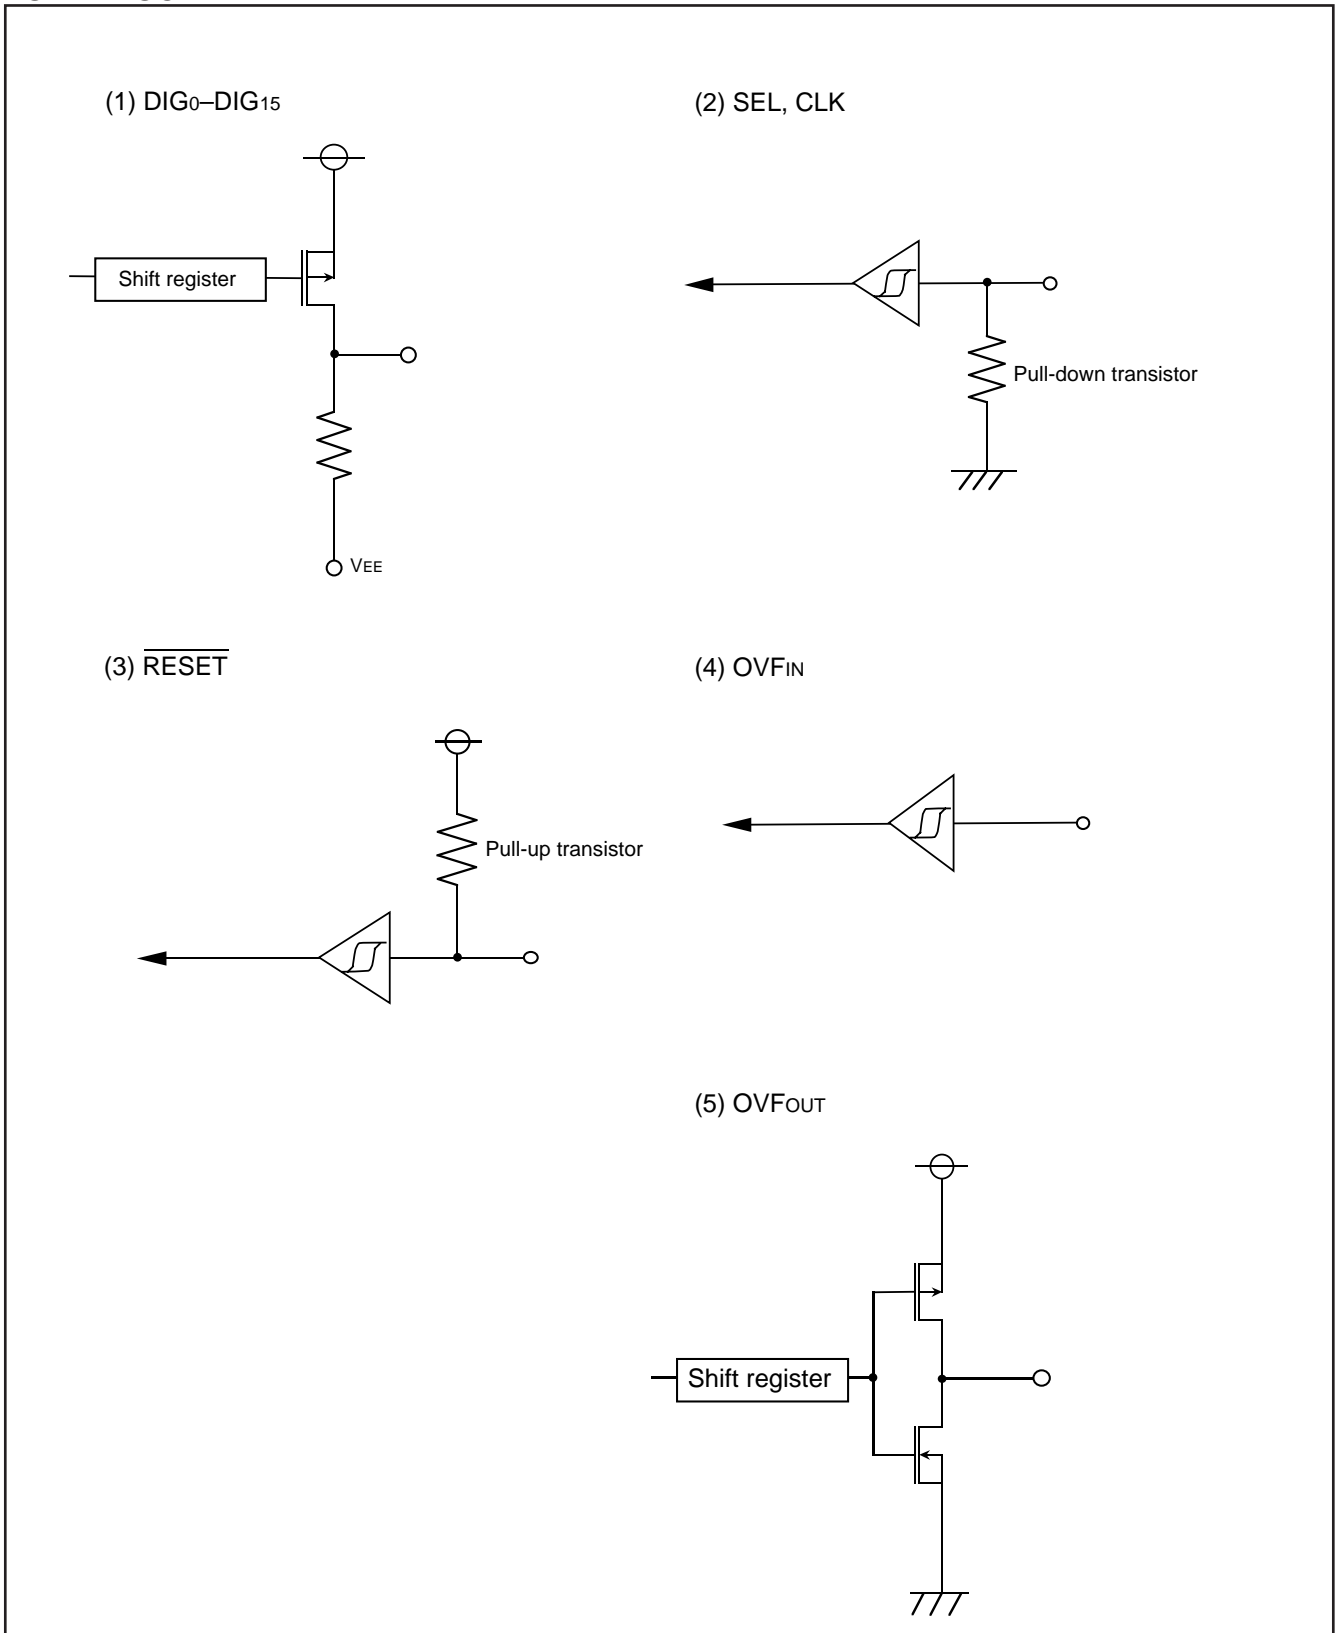 (1) DIG0–DIG15
(2) SEL, CLK
Shift register
Pull-down transistor
VEE
(3) RESET
(4) OVFIN
Pull-up transistor
(5) OVFOUT
Shift register